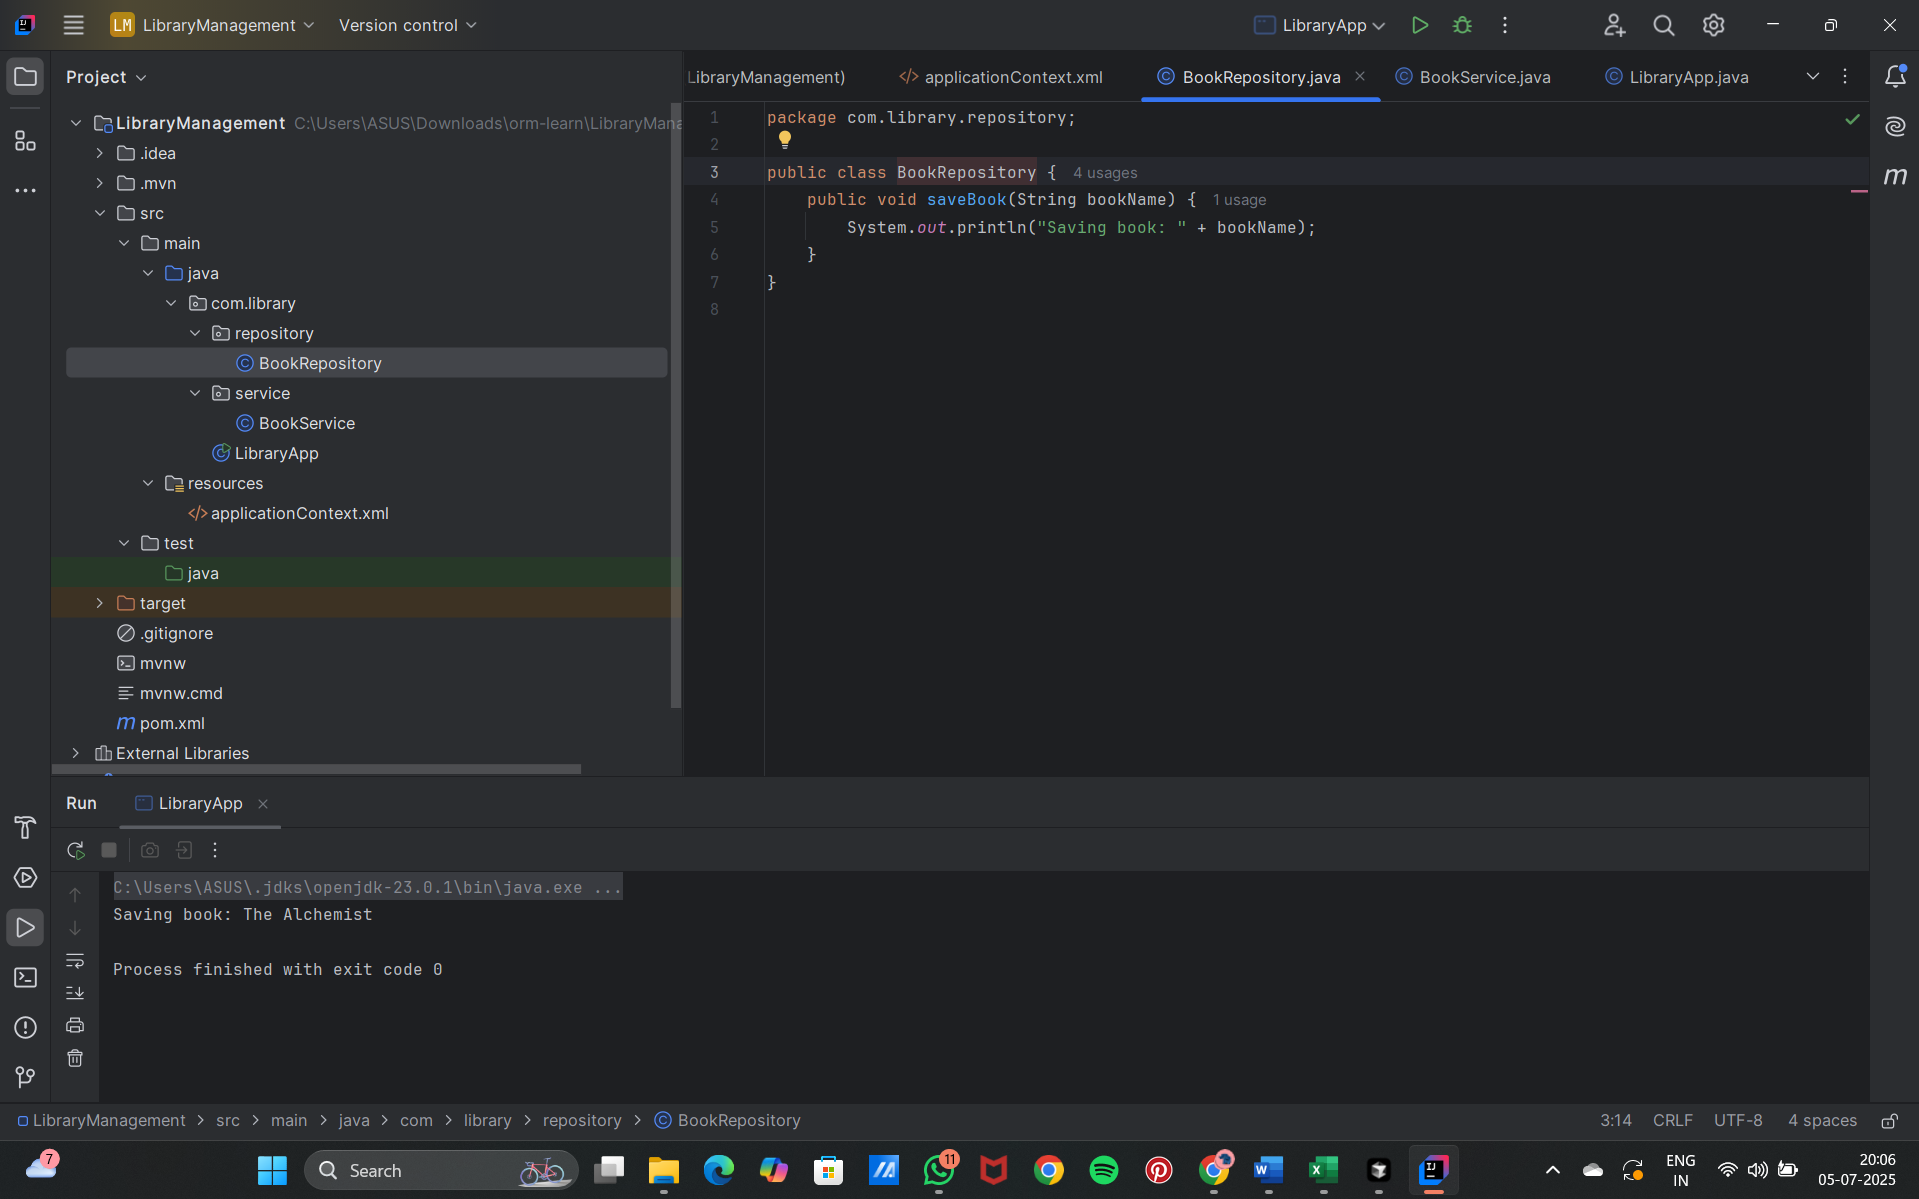 LM LibraryManagement Version control LibraryApp
Project
LibraryManagement C:\Users\ASUS\Downloads\orm-learn\LibraryMana
.idea
.mvn
src
main
java
com.library
repository
BookRepository
service
BookService
LibraryApp
resources
applicationContext.xml
test
java
target
.gitignore
mvnw
mvnw.cmd
m pom.xml
External Libraries
LibraryManagement) applicationContext.xml BookRepository.java BookService.java LibraryApp.java
1 package com.library.repository;
2
3 public class BookRepository { 4 usages
4 public void saveBook(String bookName) { 1 usage
5 System.out.println("Saving book: " + bookName);
6 }
7 }
8
m
Run LibraryApp
C:\Users\ASUS\.jdks\openjdk-23.0.1\bin\java.exe ...
Saving book: The Alchemist
Process finished with exit code 0
LibraryManagement > src > main > java > com > library > repository > BookRepository 3:14 CRLF UTF-8 4 spaces
7 Search 11 ENG 20:06
IN 05-07-2025